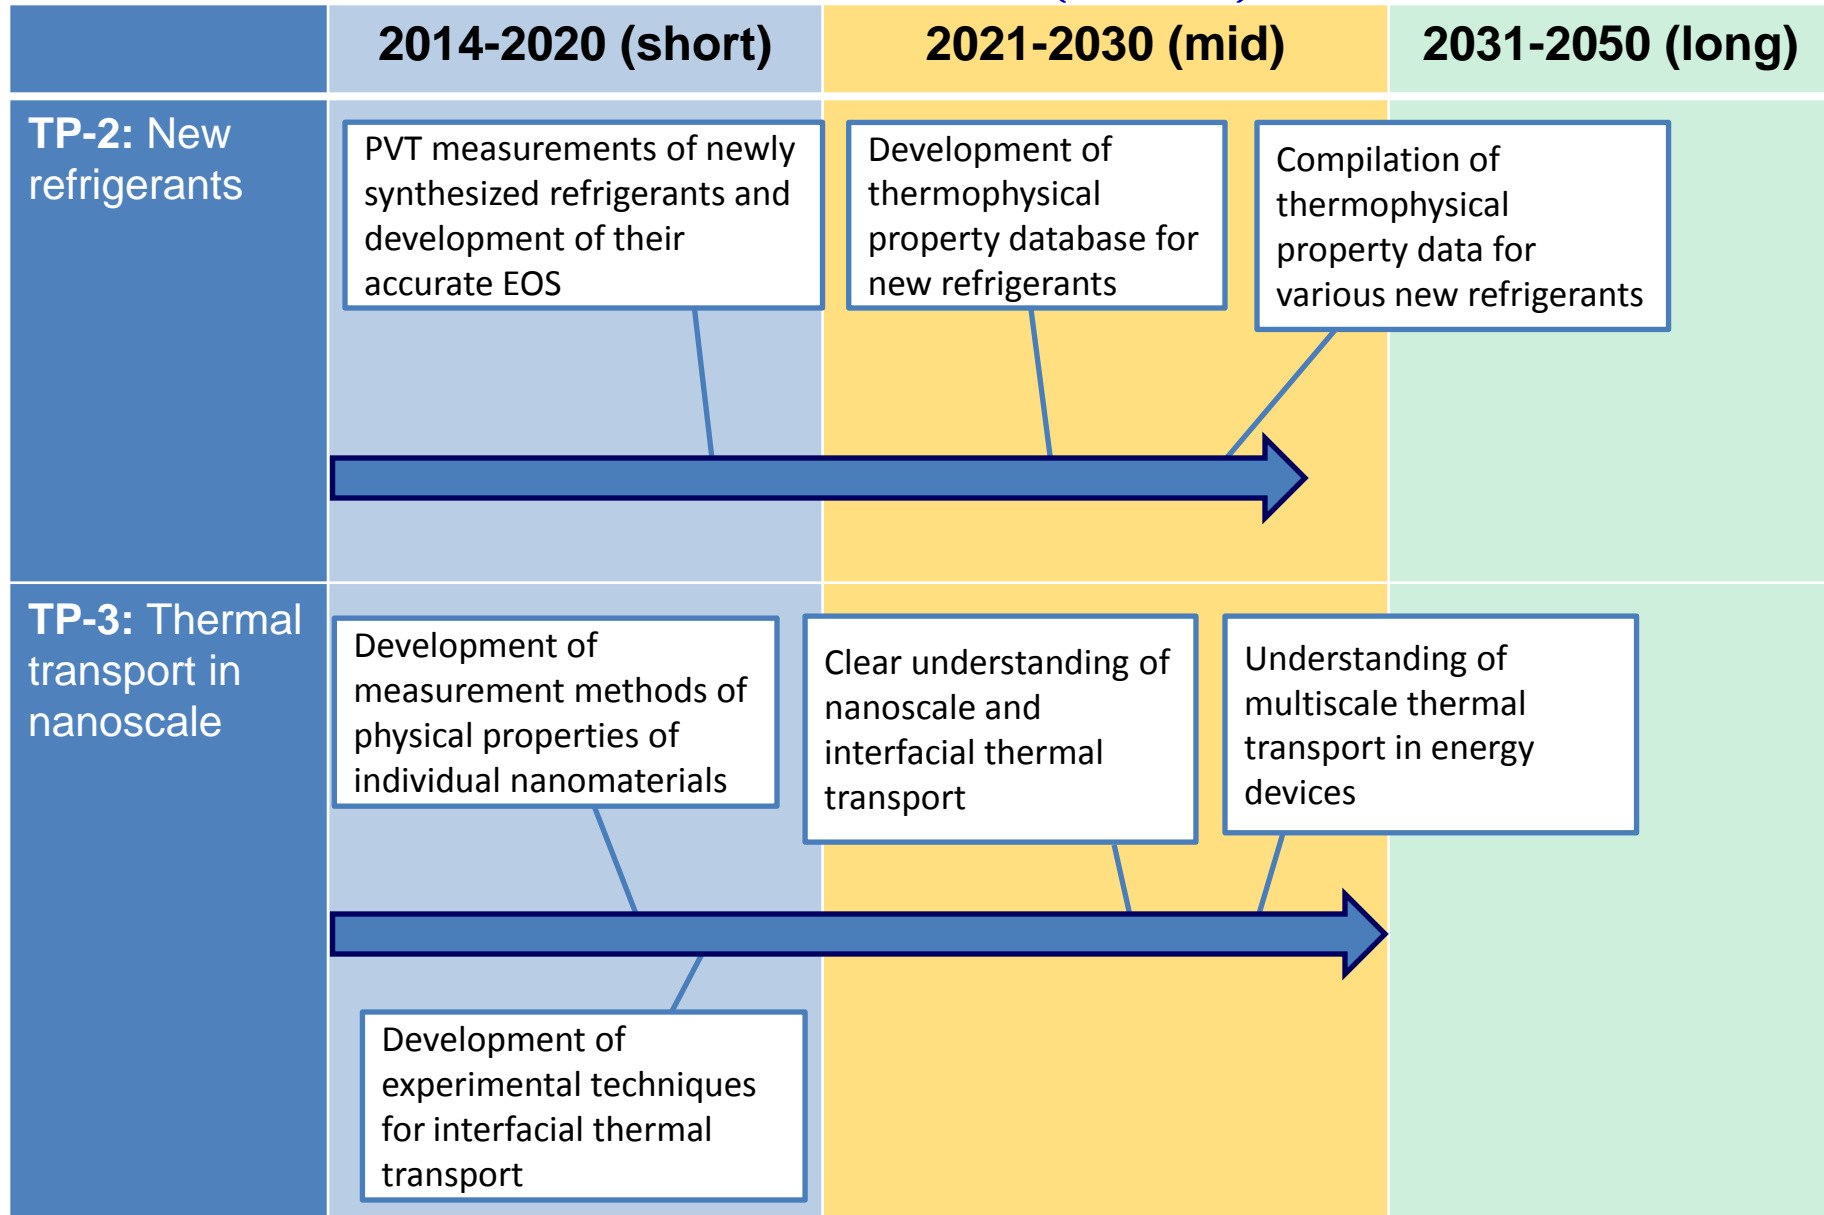 2014-2020 (short)
2021-2030 (mid)
2031-2050 (long)
TP-2: New
refrigerants
PVT measurements of newly
synthesized refrigerants and
development of their
accurate EOS
Development of
thermophysical
property database for
new refrigerants
Compilation of
thermophysical
property data for
various new refrigerants
TP-3: Thermal
transport in
nanoscale
Development of
measurement methods of
physical properties of
individual nanomaterials
Clear understanding of
nanoscale and
interfacial thermal
transport
Understanding of
multiscale thermal
transport in energy
devices
Development of
experimental techniques
for interfacial thermal
transport